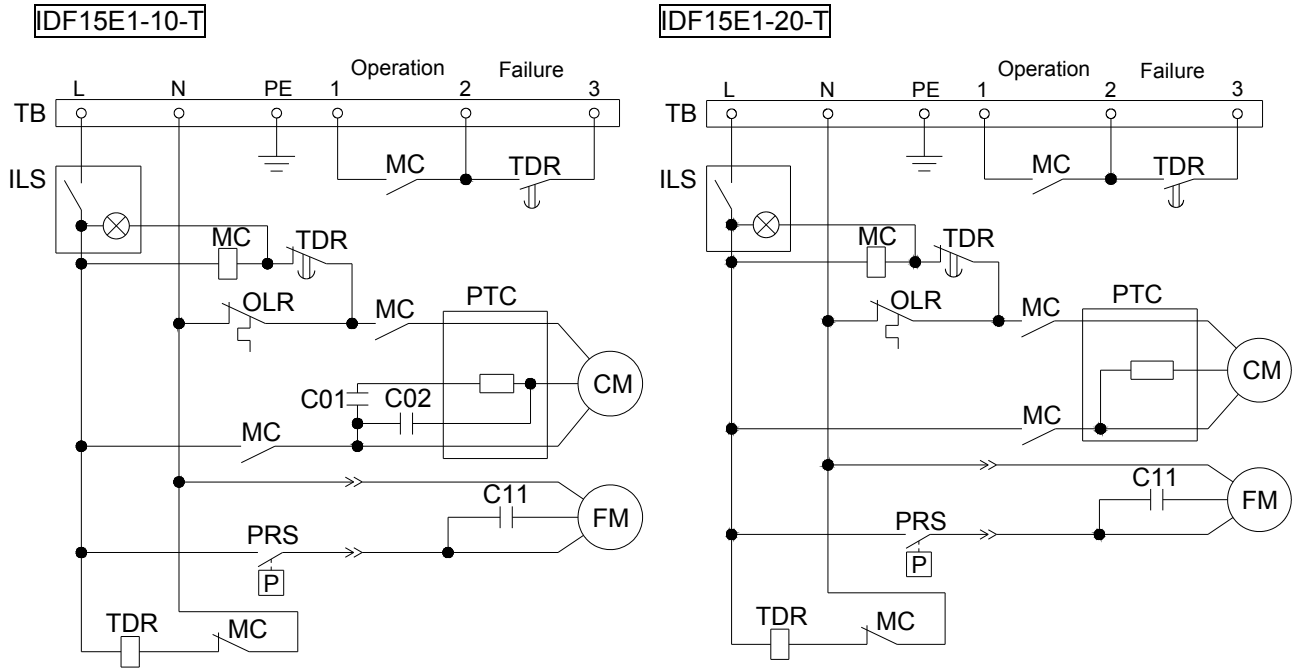 IDF15E1-10-T
Operation Failure
L N PE 1 2 3
TB
MC TDR
ILS
MC TDR
OLR MC PTC
CM
C01 C02
MC
C11
FM
PRS
P
TDR MC
IDF15E1-20-T
Operation Failure
L N PE 1 2 3
TB
MC TDR
ILS
MC TDR
OLR MC PTC
CM
MC
C11
FM
PRS
P
TDR MC